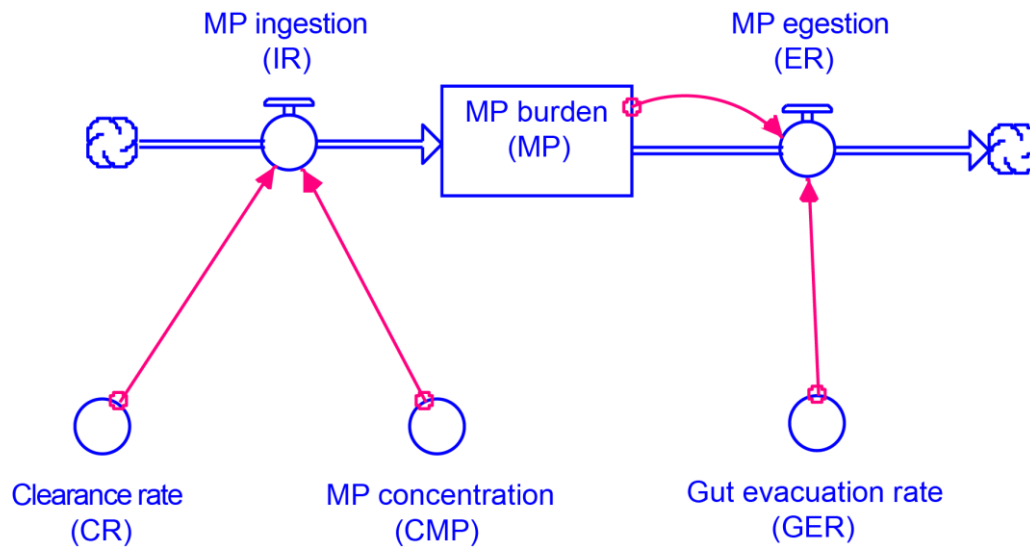 MP ingestion
(IR)
MP egestion
(ER)
MP burden
(MP)
Clearance rate
(CR)
MP concentration
(CMP)
Gut evacuation rate
(GER)